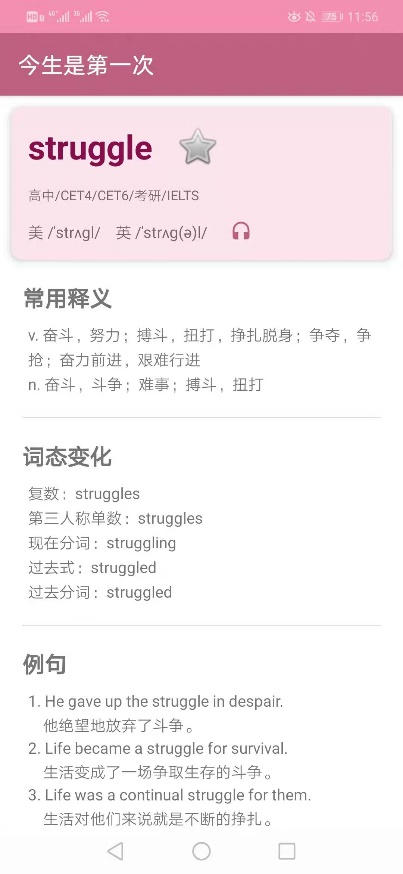 HD 4G 3G 75 11:56
今生是第一次
struggle
高中/CET4/CET6/考研/IELTS
美 /ˈstrʌgl/ 英 /ˈstrʌg(ə)l/
常用释义
v. 奋斗，努力；搏斗，扭打，挣扎脱身；争夺，争
抢；奋力前进，艰难行进
n. 奋斗，斗争；难事；搏斗，扭打
词态变化
复数：struggles
第三人称单数：struggles
现在分词：struggling
过去式：struggled
过去分词：struggled
例句
1. He gave up the struggle in despair.
他绝望地放弃了斗争。
2. Life became a struggle for survival.
生活变成了一场争取生存的斗争。
3. Life was a continual struggle for them.
生活对他们来说就是不断的挣扎。